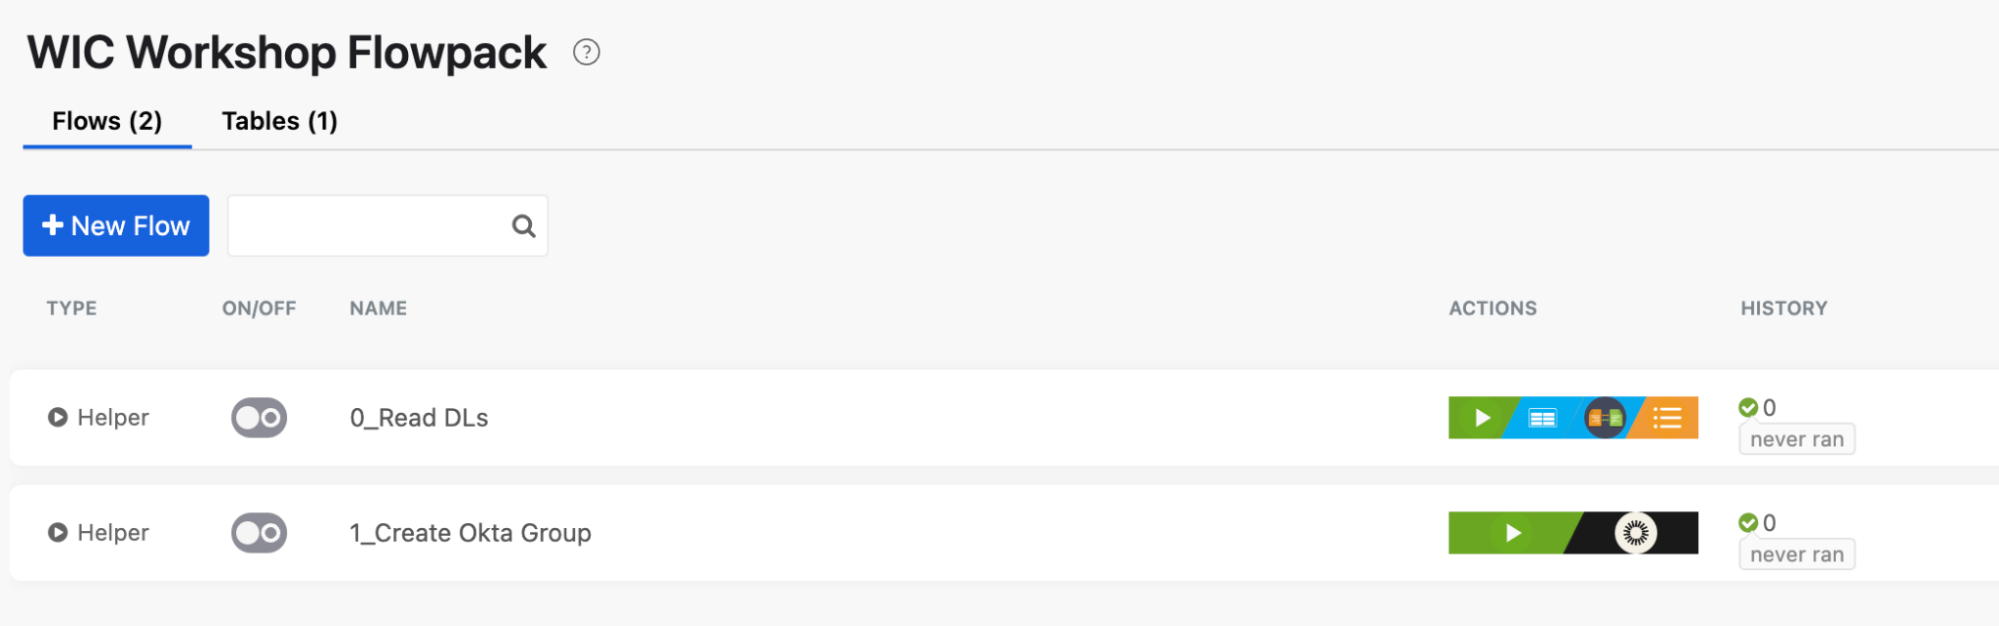 WIC Workshop Flowpack ?
Flows (2) Tables (1)
+ New Flow
TYPE ON/OFF NAME ACTIONS HISTORY
Helper 0_Read DLs 0
never ran
Helper 1_Create Okta Group 0
never ran